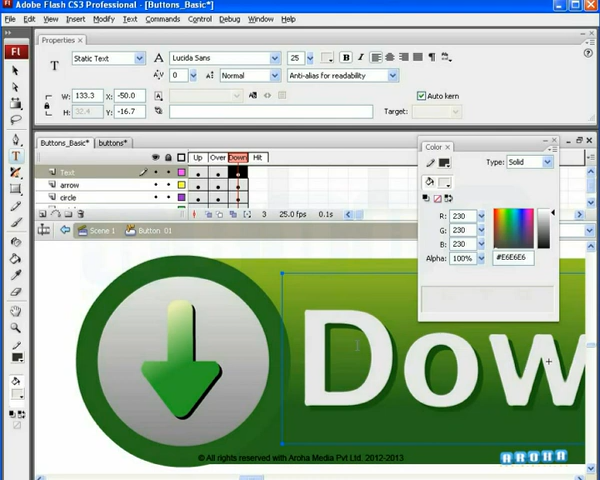 Adobe Flash CS3 Professional - [Buttons_Basic*]
File Edit View Insert Modify Text Commands Control Debug Window Help
Properties
T Static Text A Lucida Sans 25 B I
0 Normal Anti-alias for readability
W: 133.3 X: -50.0 Auto kern
H: 32.4 Y: -16.7 Target:
Buttons_Basic* buttons*
Up Over Down Hit
Text
arrow
circle
3 25.0 fps 0.1s
Scene 1 Button 01
Color
Type: Solid
R: 230
G: 230
B: 230
Alpha: 100% #E6E6E6
Dow
© All rights reserved with Aroha Media Pvt Ltd. 2012-2013
AROHA